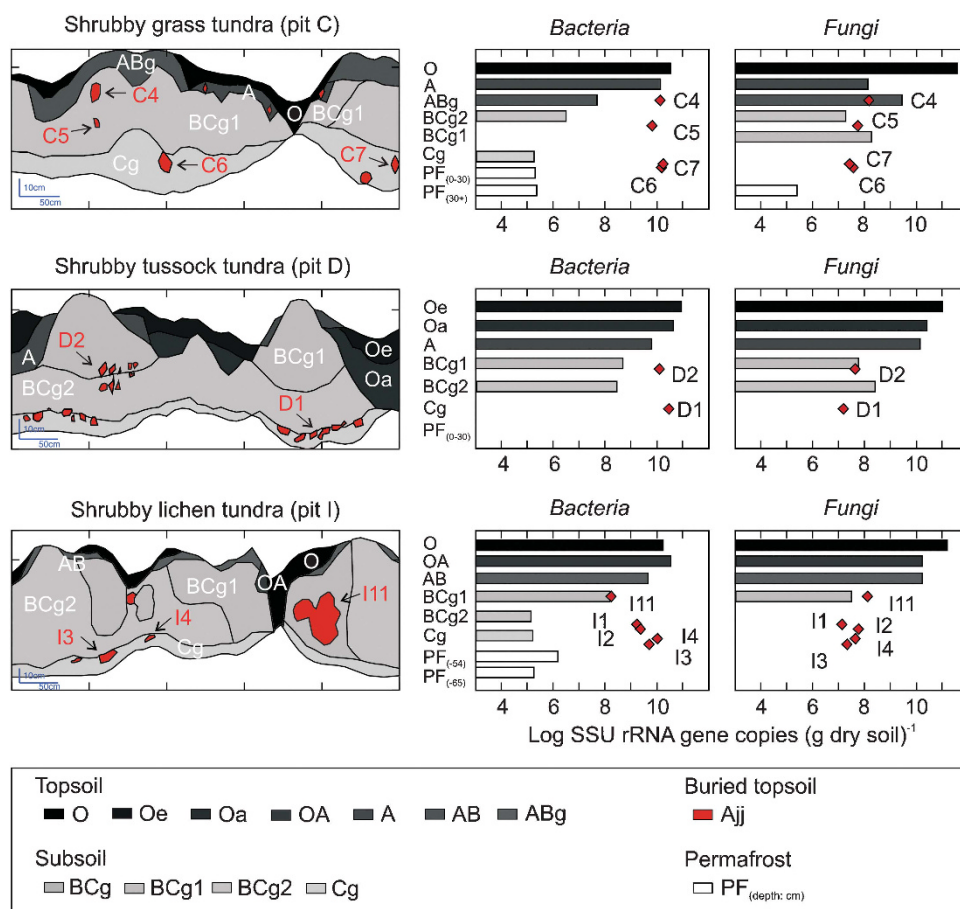 Shrubby grass tundra (pit C)
ABg
C4
A
O
BCg1
BCg1
C5
Cg
C6
C7
10cm
50cm
Bacteria
Fungi
O
A
ABg
BCg2
BCg1
Cg
PF(0-30)
PF(30+)
C4
C5
C7
C6
C4
C5
C7
C6
4 6 8 10
4 6 8 10
Shrubby tussock tundra (pit D)
A
D2
BCg1
Oe
Oa
BCg2
D1
10cm
50cm
Bacteria
Fungi
Oe
Oa
A
BCg1
BCg2
Cg
PF(0-30)
D2
D1
D2
D1
4 6 8 10
4 6 8 10
Shrubby lichen tundra (pit I)
AB
O
BCg1
OA
BCg2
I11
I4
I3
Cg
10cm
50cm
Bacteria
Fungi
O
OA
AB
BCg1
BCg2
Cg
PF(-54)
PF(-65)
I11
I1
I2
I4
I3
I11
I1
I2
I4
I3
4 6 8 10
4 6 8 10
Log SSU rRNA gene copies (g dry soil)-1
Topsoil
O Oe Oa OA A AB ABg
Buried topsoil
Ajj
Subsoil
BCg BCg1 BCg2 Cg
Permafrost
PF(depth: cm)